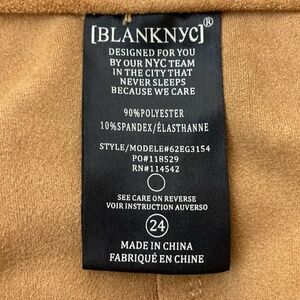 [BLANKNYC]®
DESIGNED FOR YOU
BY OUR NYC TEAM
IN THE CITY THAT
NEVER SLEEPS
BECAUSE WE CARE
90%POLYESTER
10%SPANDEX/ÉLASTHANNE
STYLE/MODELE#62EG3154
PO#118529
RN#114542
SEE CARE ON REVERSE
VOIR INSTRUCTION AUVERSO
24
MADE IN CHINA
FABRIQUÉ EN CHINE